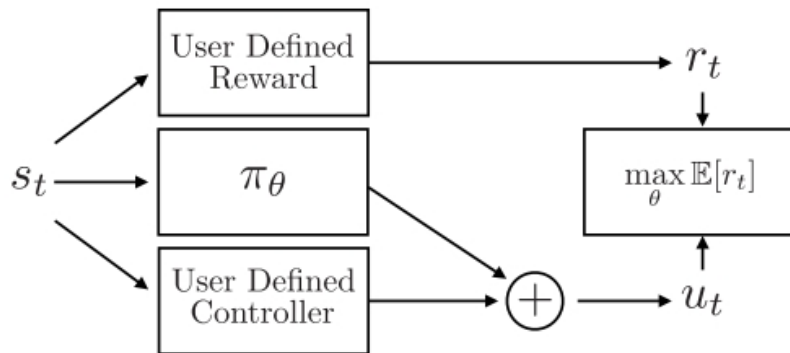 User Defined
Reward
r_t
s_t
π_θ
max_θ 𝔼[r_t]
User Defined
Controller
+
u_t